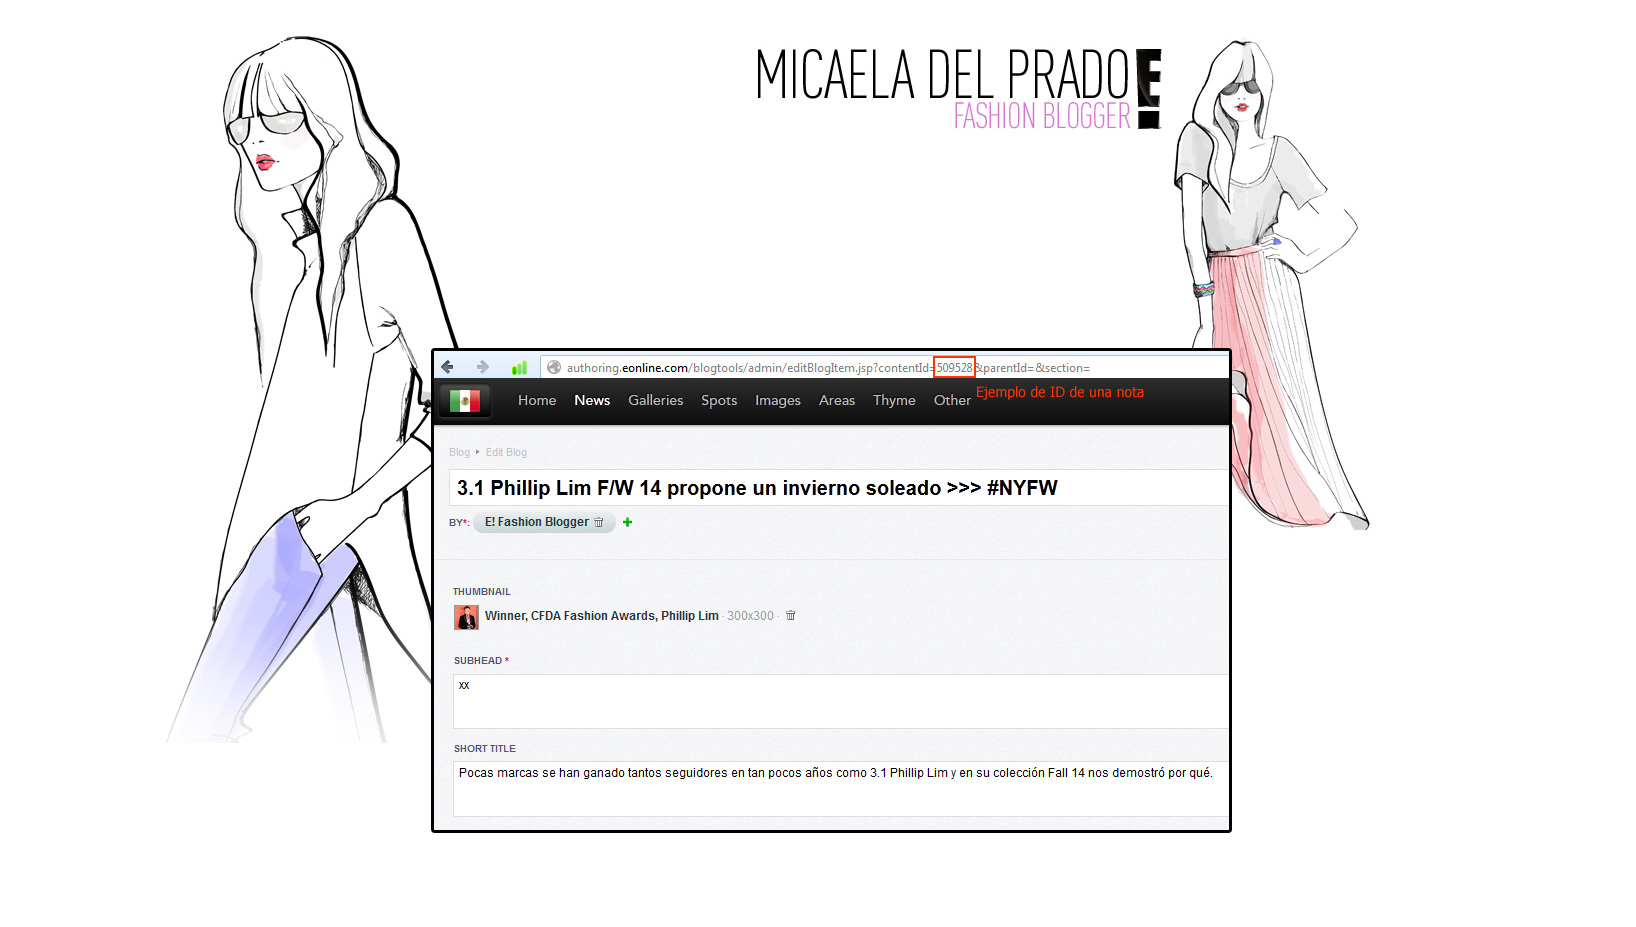 MICAELA DEL PRADO E!
FASHION BLOGGER
authoring.eonline.com/blogtools/admin/editBlogItem.jsp?contentId=509528&parentId=&section=
Home News Galleries Spots Images Areas Thyme Other
Ejemplo de ID de una nota
Blog Edit Blog
3.1 Phillip Lim F/W 14 propone un invierno soleado >>> #NYFW
BY*: E! Fashion Blogger
THUMBNAIL
Winner, CFDA Fashion Awards, Phillip Lim · 300x300 ·
SUBHEAD *
xx
SHORT TITLE
Pocas marcas se han ganado tantos seguidores en tan pocos años como 3.1 Phillip Lim y en su colección Fall 14 nos demostró por qué.